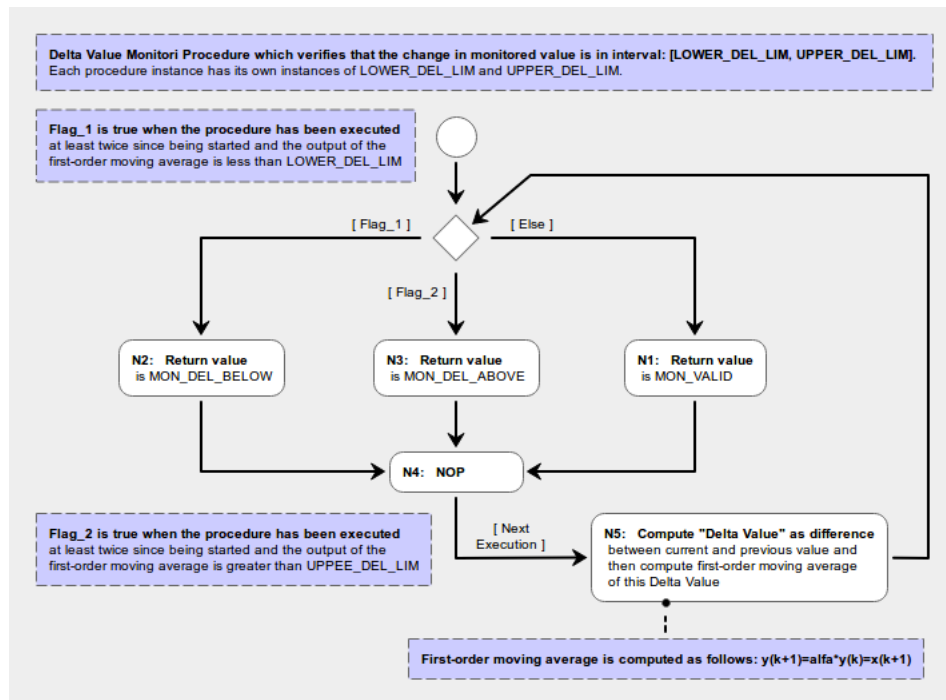 Delta Value Monitori Procedure which verifies that the change in monitored value is in interval: [LOWER_DEL_LIM, UPPER_DEL_LIM].
Each procedure instance has its own instances of LOWER_DEL_LIM and UPPER_DEL_LIM.
Flag_1 is true when the procedure has been executed
at least twice since being started and the output of the
first-order moving average is less than LOWER_DEL_LIM
[ Flag_1 ]
[ Else ]
[ Flag_2 ]
N2: Return value
is MON_DEL_BELOW
N3: Return value
is MON_DEL_ABOVE
N1: Return value
is MON_VALID
N4: NOP
Flag_2 is true when the procedure has been executed
at least twice since being started and the output of the
first-order moving average is greater than UPPEE_DEL_LIM
[ Next
Execution ]
N5: Compute "Delta Value" as difference
between current and previous value and
then compute first-order moving average
of this Delta Value
First-order moving average is computed as follows: y(k+1)=alfa*y(k)=x(k+1)